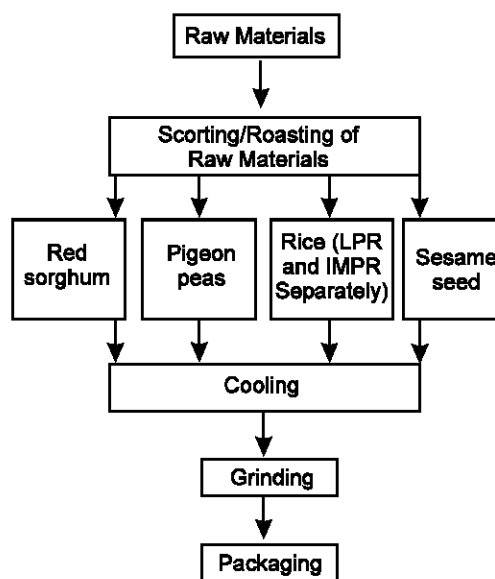 Raw Materials
Scorting/Roasting of
Raw Materials
Red
sorghum
Pigeon
peas
Rice (LPR
and IMPR
Separately)
Sesame
seed
Cooling
Grinding
Packaging